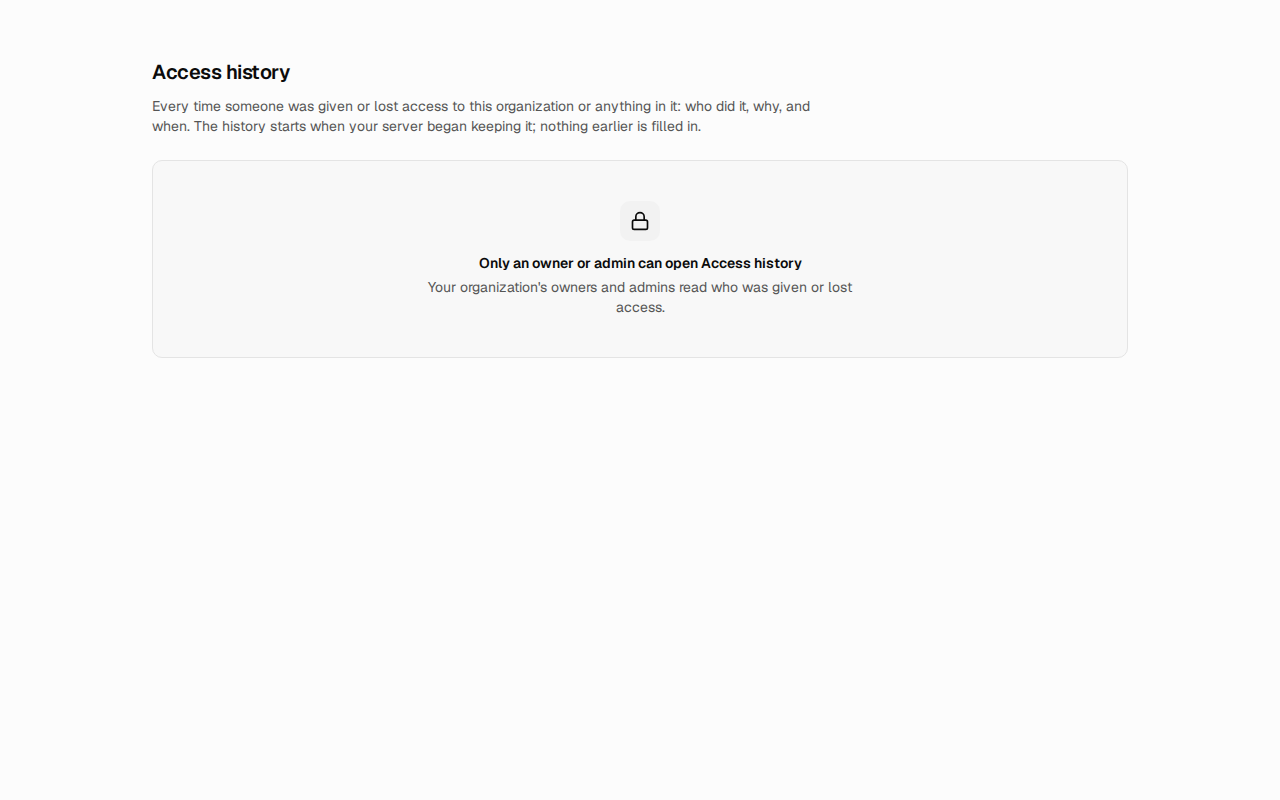 Access history
Every time someone was given or lost access to this organization or anything in it: who did it, why, and
when. The history starts when your server began keeping it; nothing earlier is filled in.
Only an owner or admin can open Access history
Your organization's owners and admins read who was given or lost
access.